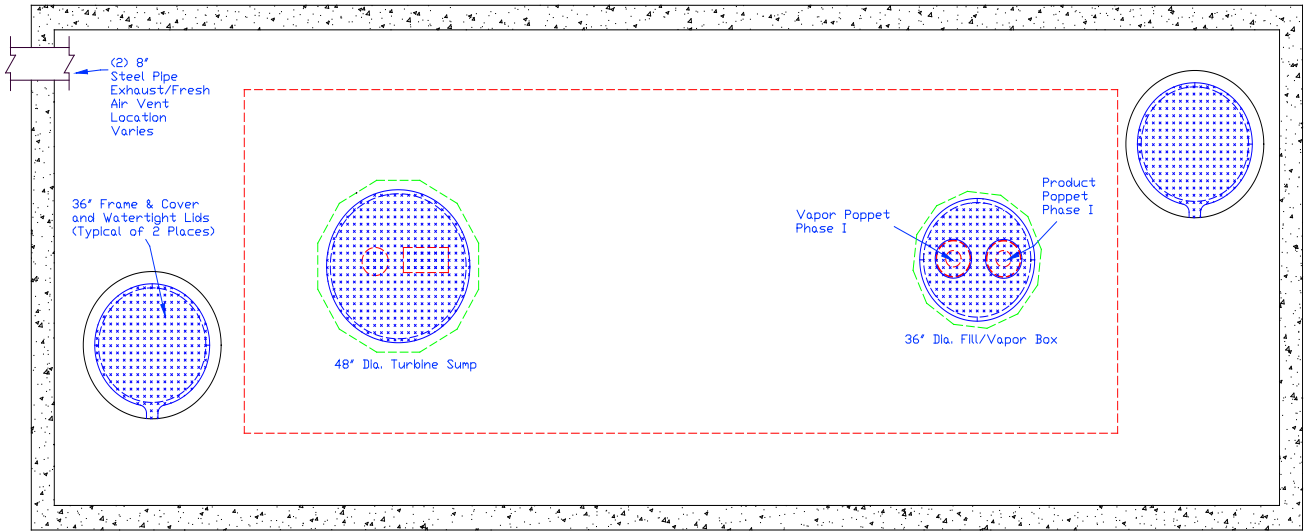 (2) 8"
Steel Pipe
Exhaust/Fresh
Air Vent
Location
Varies
36" Frame & Cover
and Watertight Lids
(Typical of 2 Places)
48" Dia. Turbine Sump
Vapor Poppet
Phase I
Product
Poppet
Phase I
36" Dia. Fill/Vapor Box